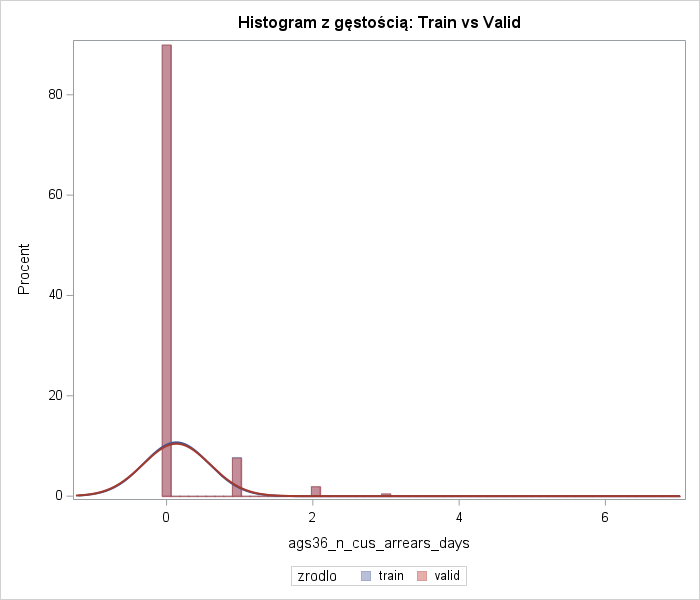 Histogram z gęstością: Train vs Valid
80
60
40
20
0
Procent
0 2 4 6
ags36_n_cus_arrears_days
zrodlo train valid